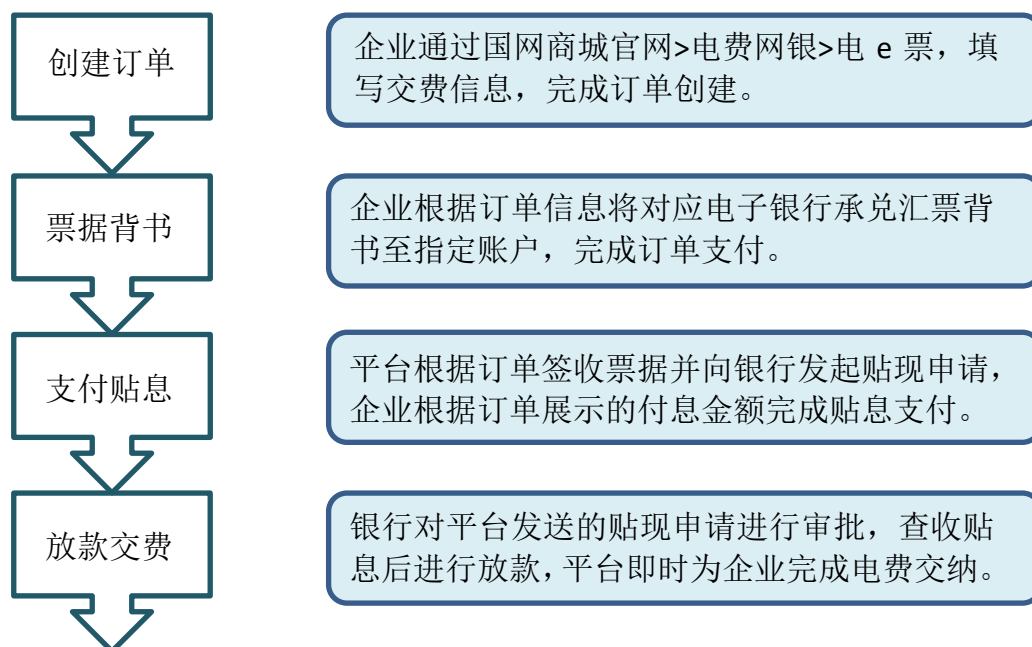 创建订单
企业通过国网商城官网>电费网银>电 e 票，填
写交费信息，完成订单创建。
票据背书
企业根据订单信息将对应电子银行承兑汇票背
书至指定账户，完成订单支付。
支付贴息
平台根据订单签收票据并向银行发起贴现申请，
企业根据订单展示的付息金额完成贴息支付。
放款交费
银行对平台发送的贴现申请进行审批，查收贴
息后进行放款，平台即时为企业完成电费交纳。